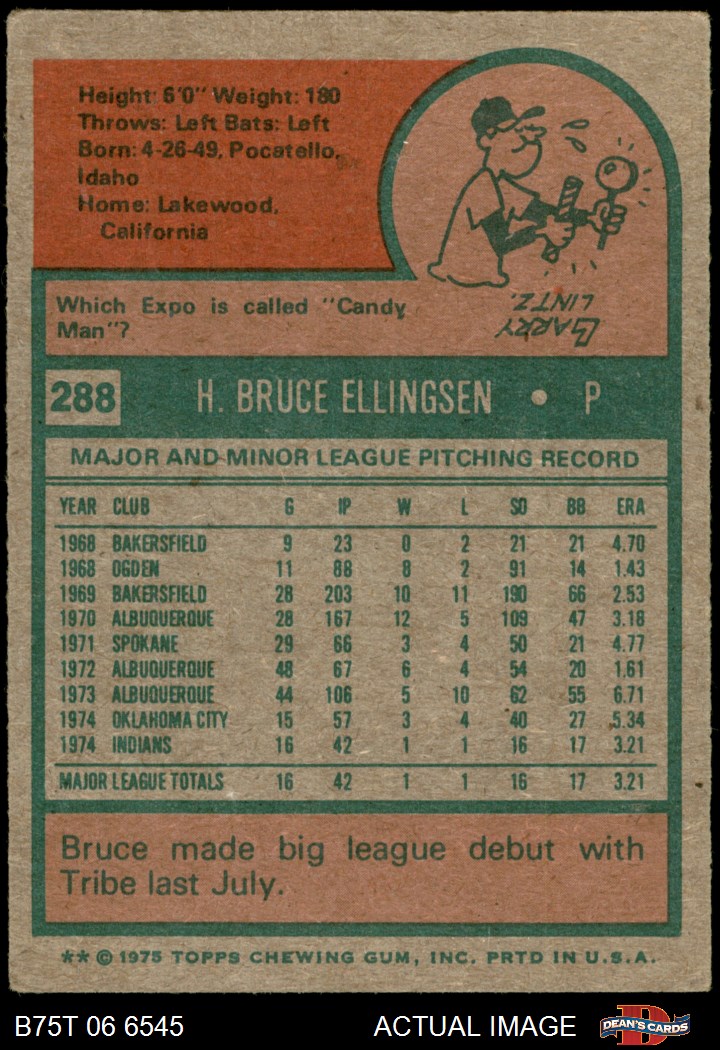 Height: 6'0" Weight: 180
Throws: Left Bats: Left
Born: 4-26-49, Pocatello,
Idaho
Home: Lakewood,
California
Which Expo is called "Candy
Man"?
LARRY
LINTZ.
288 H. BRUCE ELLINGSEN • P
MAJOR AND MINOR LEAGUE PITCHING RECORD
YEAR CLUB G IP W L SO BB ERA
1968 BAKERSFIELD 9 23 0 2 21 21 4.70
1968 OGDEN 11 88 8 2 91 14 1.43
1969 BAKERSFIELD 28 203 10 11 190 66 2.53
1970 ALBUQUERQUE 28 167 12 5 109 47 3.18
1971 SPOKANE 29 66 3 4 50 21 4.77
1972 ALBUQUERQUE 48 67 6 4 54 20 1.61
1973 ALBUQUERQUE 44 106 5 10 62 55 6.71
1974 OKLAHOMA CITY 15 57 3 4 40 27 5.34
1974 INDIANS 16 42 1 1 16 17 3.21
MAJOR LEAGUE TOTALS 16 42 1 1 16 17 3.21
Bruce made big league debut with
Tribe last July.
** © 1975 TOPPS CHEWING GUM, INC. PRTD IN U.S.A.
B75T 06 6545 ACTUAL IMAGE D DEAN'S CARDS